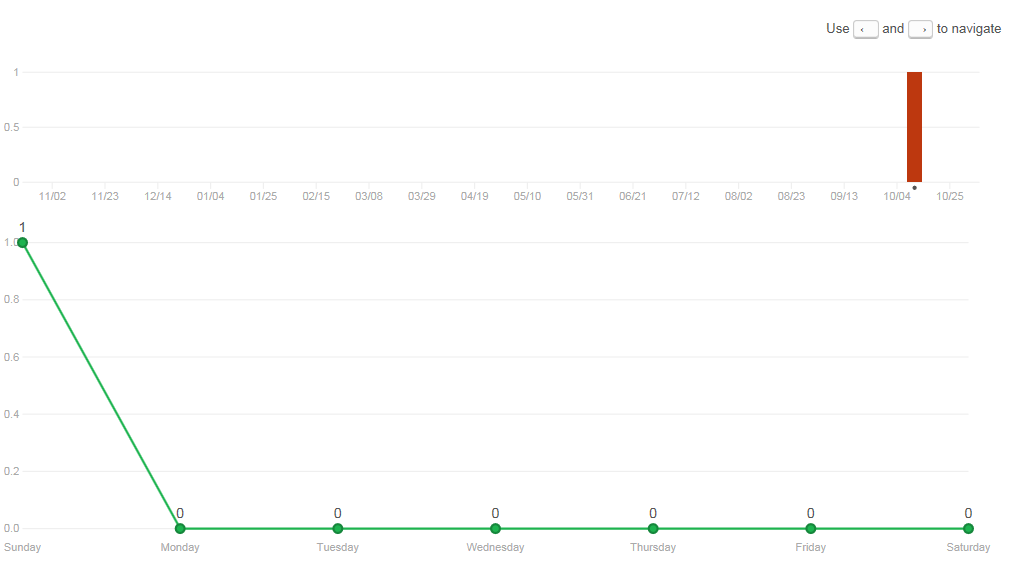 Use ‹ and › to navigate
1
0.5
0
11/02 11/23 12/14 01/04 01/25 02/15 03/08 03/29 04/19 05/10 05/31 06/21 07/12 08/02 08/23 09/13 10/04 10/25
1
1.0
0.8
0.6
0.4
0.2
0 0 0 0 0 0
0.0
Sunday Monday Tuesday Wednesday Thursday Friday Saturday